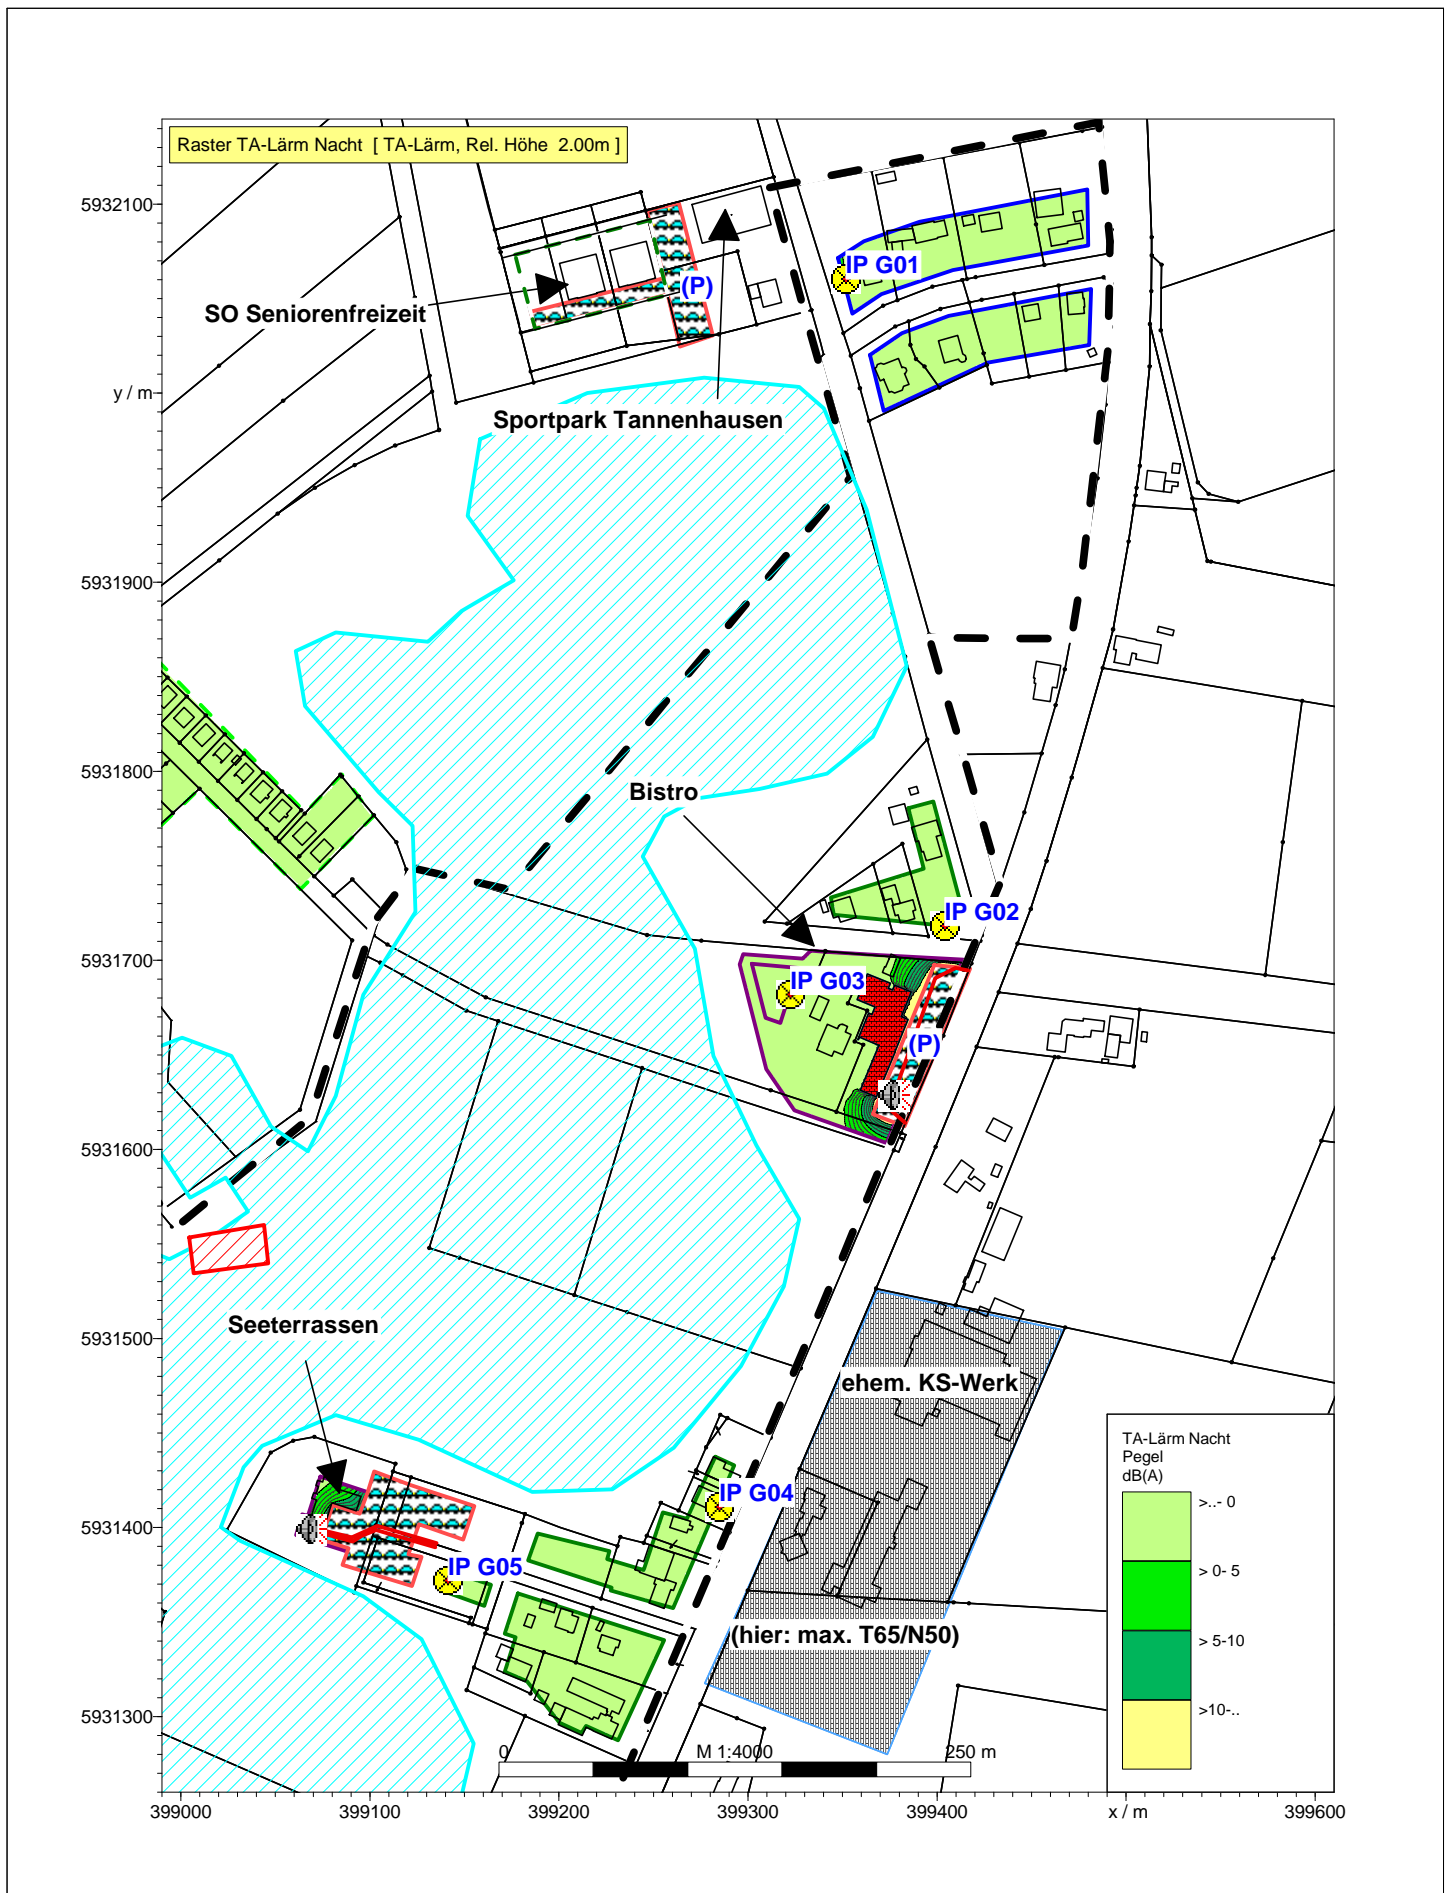 Raster TA-Lärm Nacht [ TA-Lärm, Rel. Höhe 2.00m ]
5932100
IP G01
(P)
SO Seniorenfreizeit
y / m
Sportpark Tannenhausen
5931900
5931800
Bistro
IP G02
5931700
IP G03
(P)
5931600
5931500
Seeterrassen
ehem. KS-Werk
IP G04
5931400
IP G05
(hier: max. T65/N50)
5931300
TA-Lärm Nacht
Pegel
dB(A)
>..- 0
> 0- 5
> 5-10
>10-..
0 M 1:4000 250 m
399000 399100 399200 399300 399400 x / m 399600